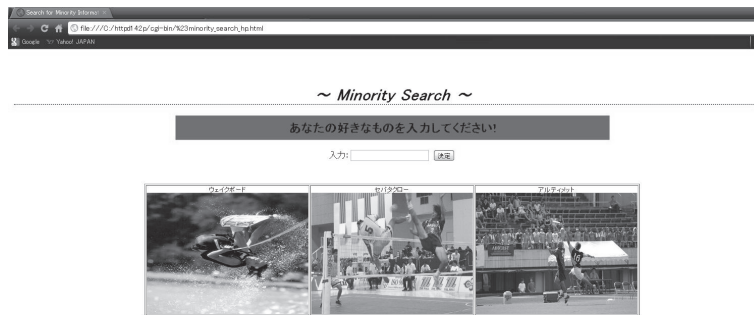 Search for Minority Informat
file:///C:/httpd142p/cgi-bin/%23minority_search_hp.html
Google Yahoo! JAPAN
～ Minority Search ～
あなたの好きなものを入力してください!
入力: 決定
ウェイクボード セパタクロー アルティメット